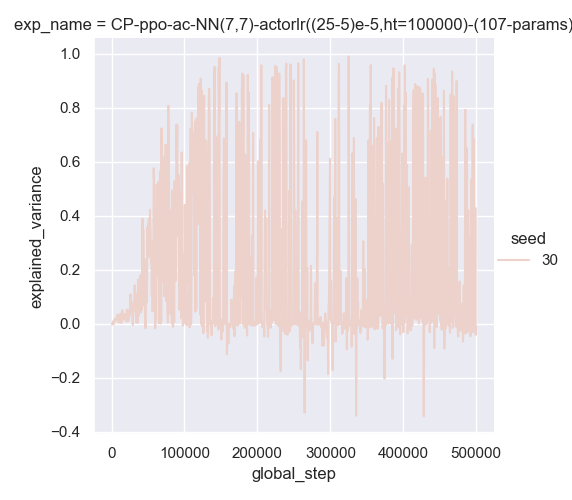 exp_name = CP-ppo-ac-NN(7,7)-actorlr((25-5)e-5,ht=100000)-(107-params)
1.0
0.8
0.6
0.4
0.2
0.0
−0.2
−0.4
explained_variance
0 100000 200000 300000 400000 500000
global_step
seed
30